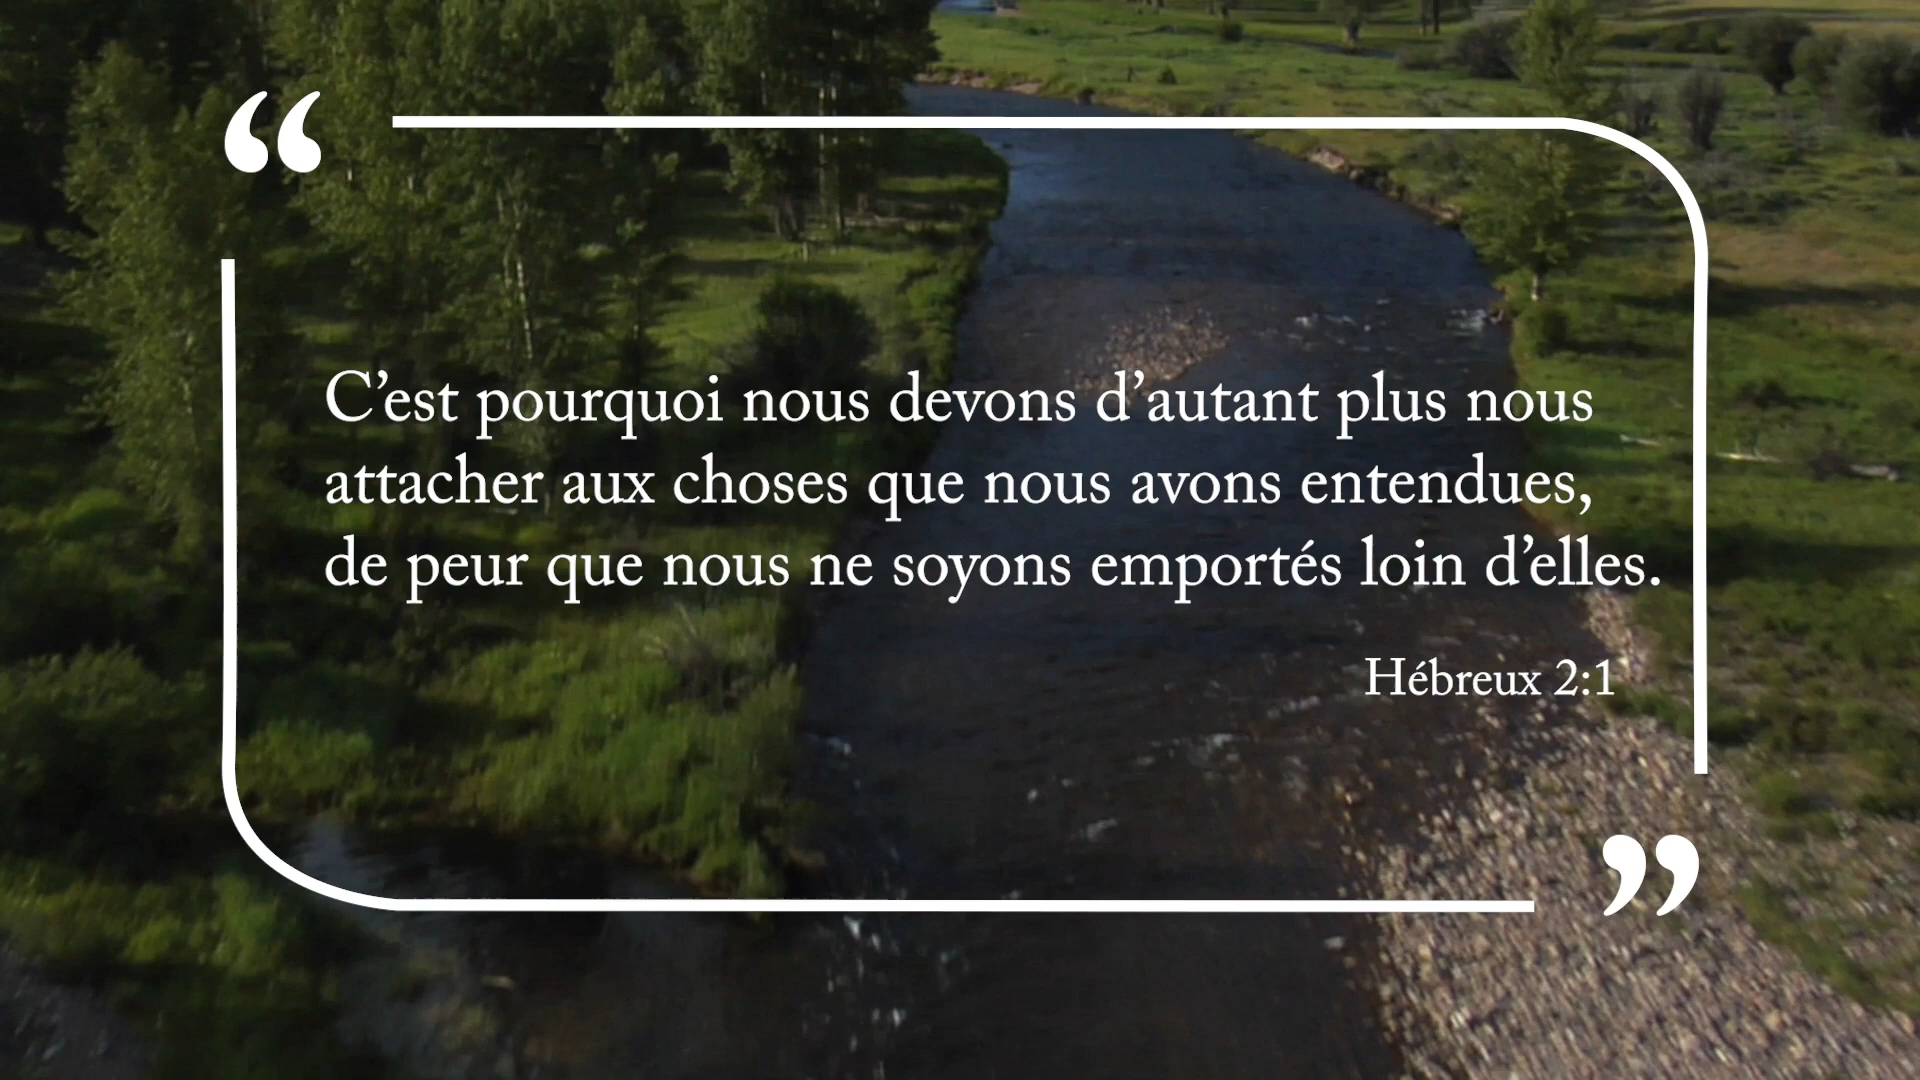 “
C’est pourquoi nous devons d’autant plus nous
attacher aux choses que nous avons entendues,
de peur que nous ne soyons emportés loin d’elles.
Hébreux 2:1
”